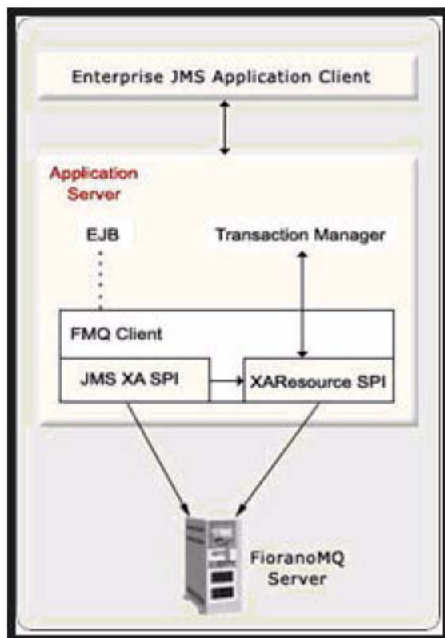 Enterprise JMS Application Client
Application
Server
EJB
Transaction Manager
FMQ Client
JMS XA SPI
XAResource SPI
FioranoMQ
Server